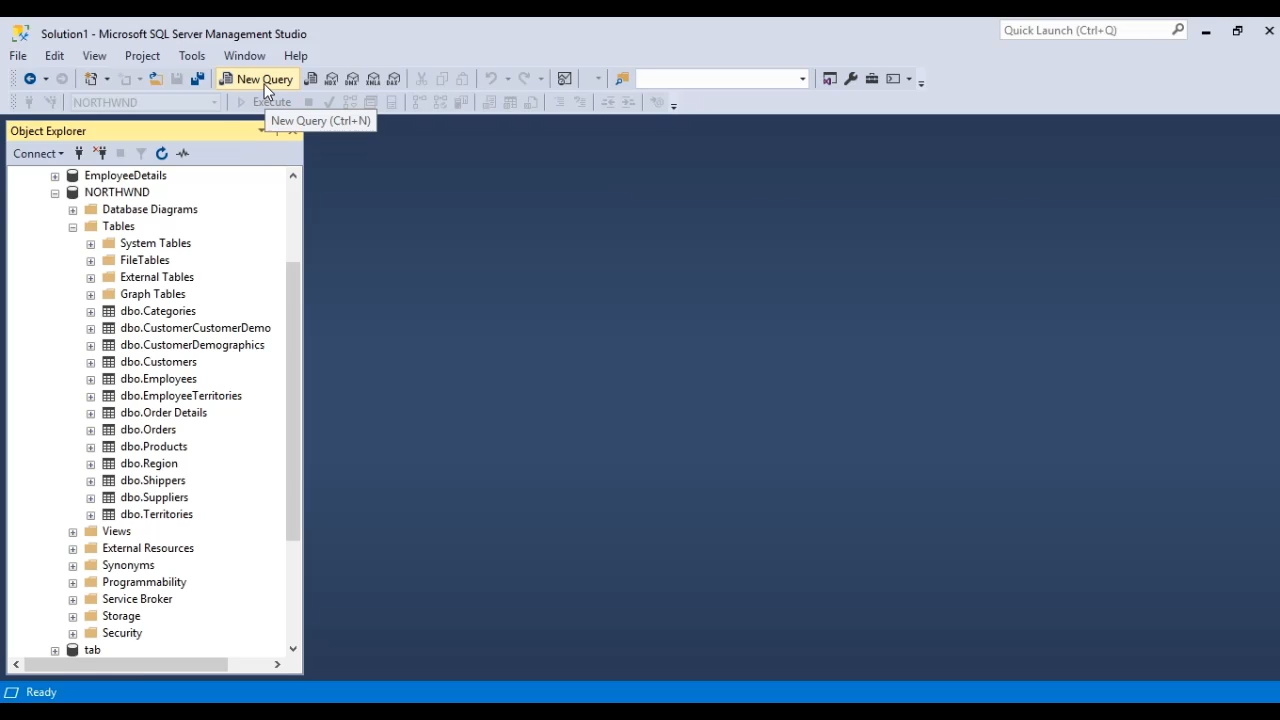 Solution1 - Microsoft SQL Server Management Studio
Quick Launch (Ctrl+Q)
File Edit View Project Tools Window Help
New Query
NORTHWND Execute
New Query (Ctrl+N)
Object Explorer
Connect
EmployeeDetails
NORTHWND
Database Diagrams
Tables
System Tables
FileTables
External Tables
Graph Tables
dbo.Categories
dbo.CustomerCustomerDemo
dbo.CustomerDemographics
dbo.Customers
dbo.Employees
dbo.EmployeeTerritories
dbo.Order Details
dbo.Orders
dbo.Products
dbo.Region
dbo.Shippers
dbo.Suppliers
dbo.Territories
Views
External Resources
Synonyms
Programmability
Service Broker
Storage
Security
tab
Ready